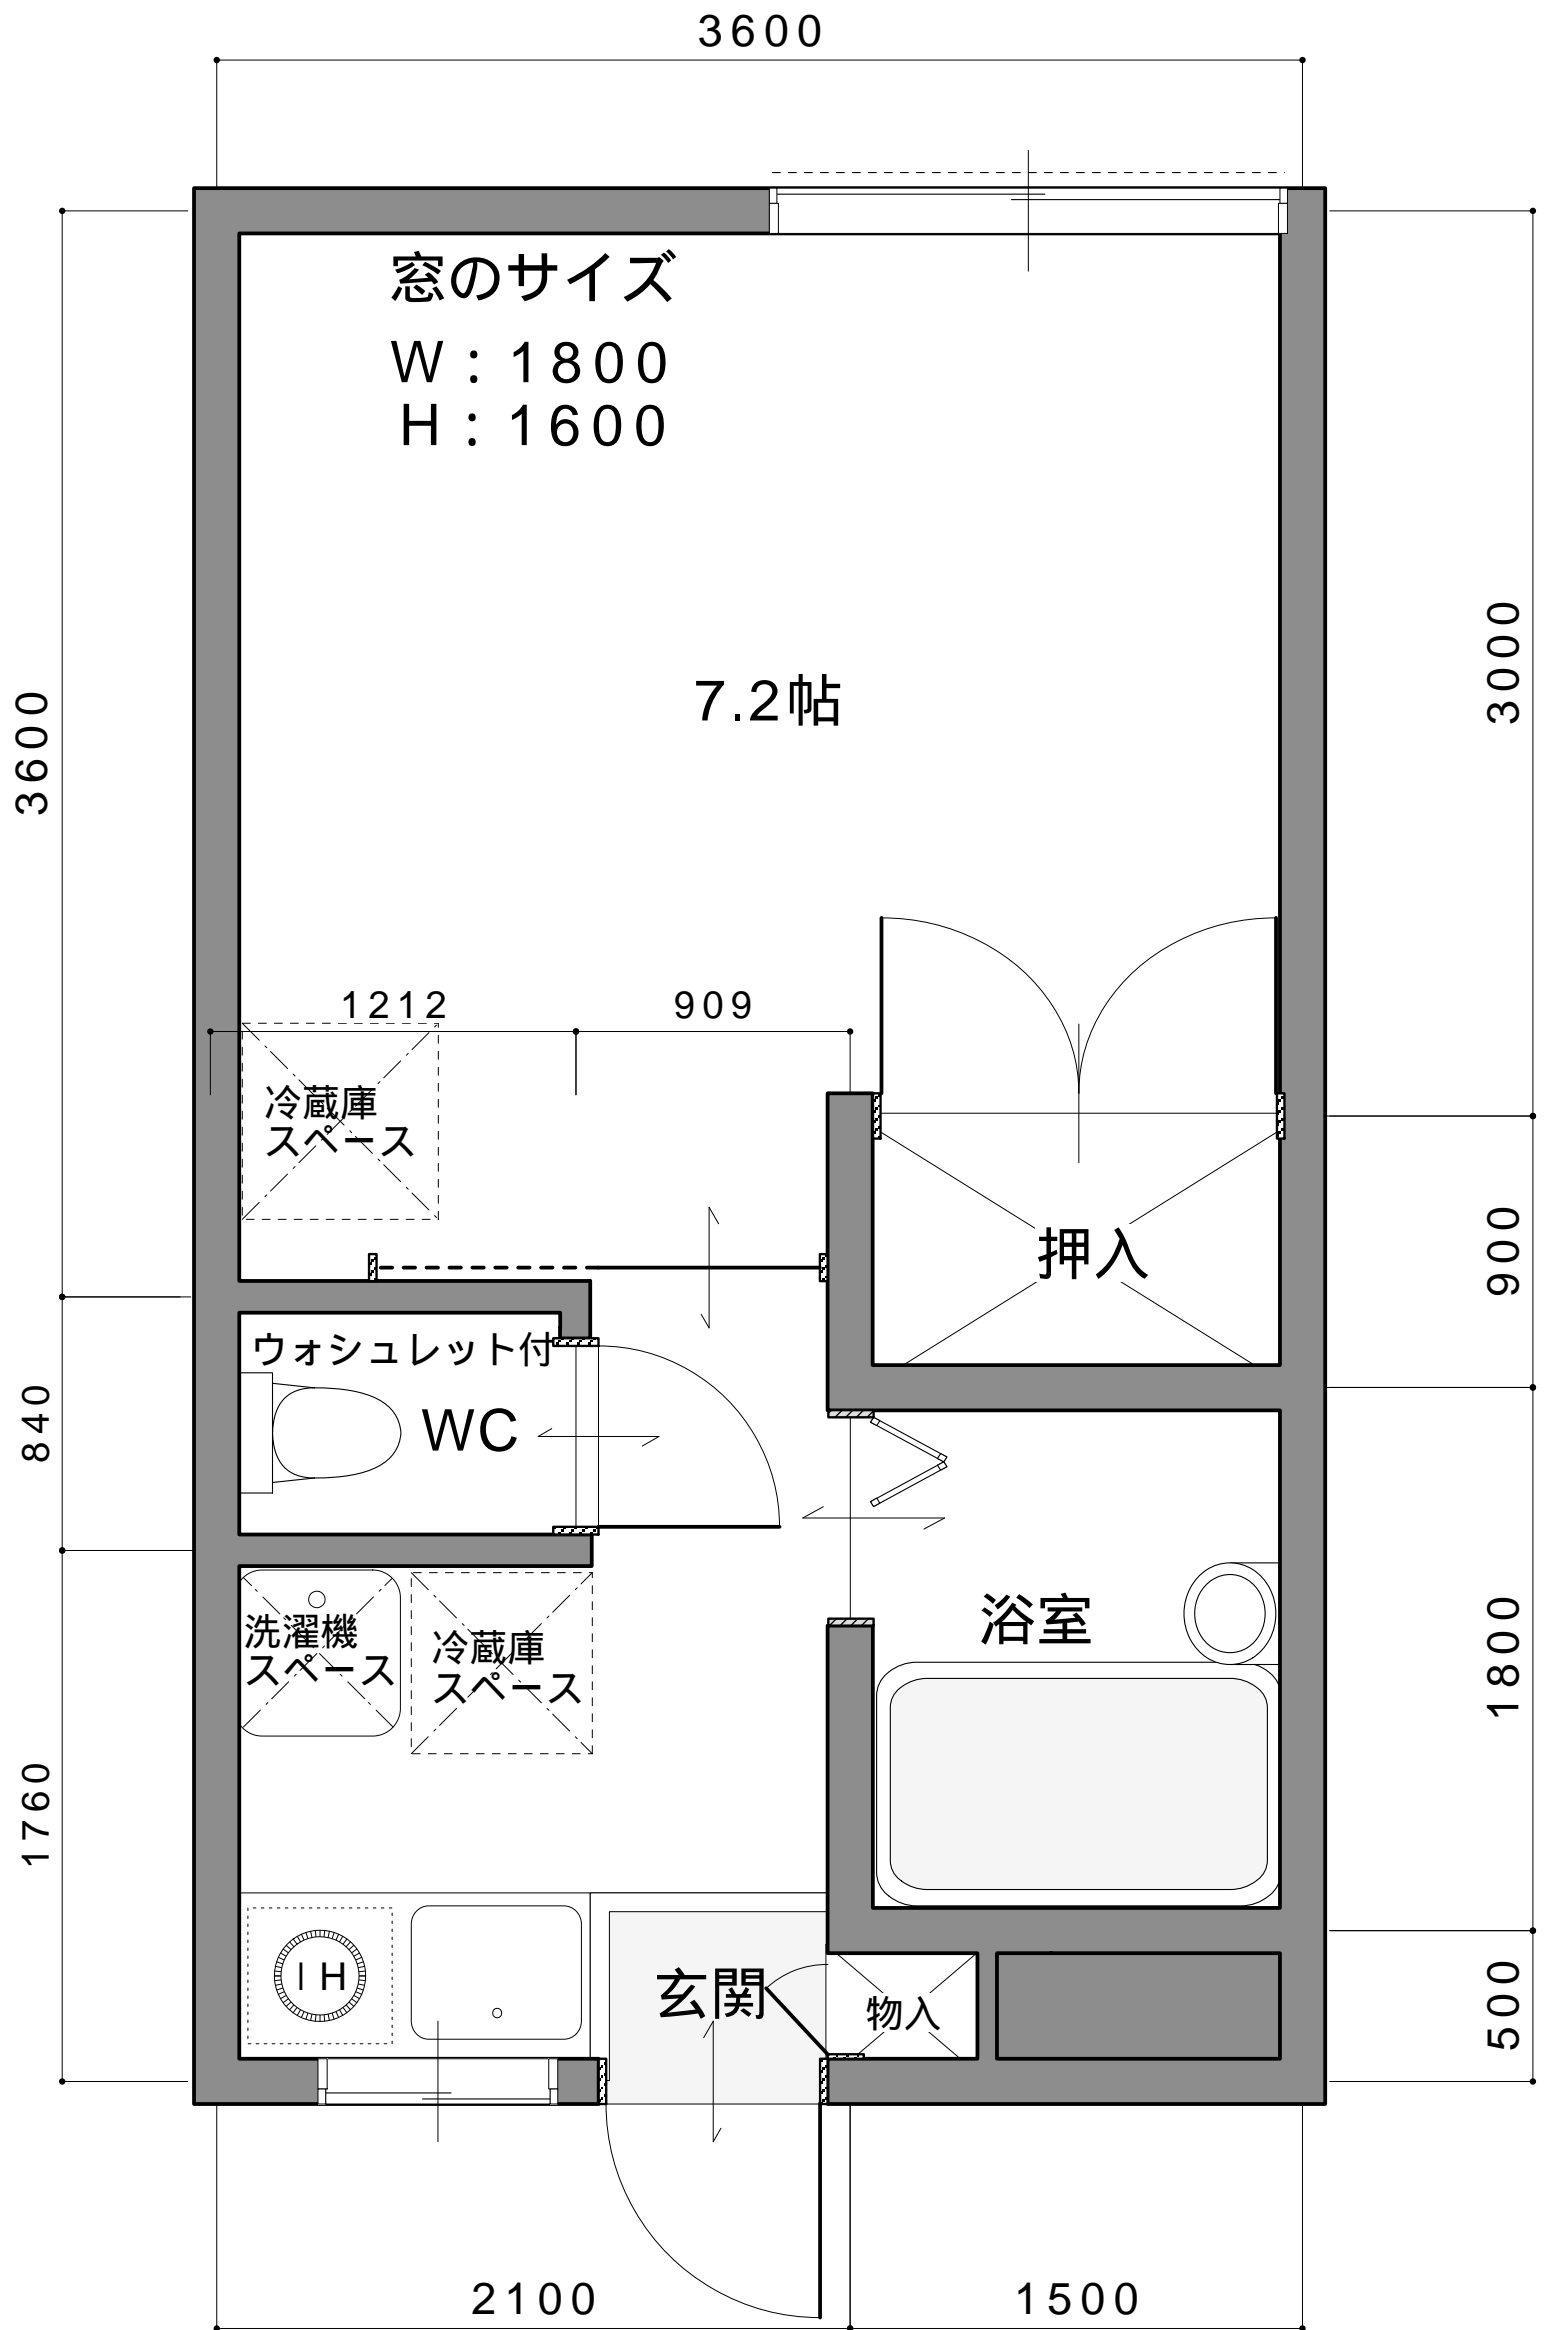 3600
窓のサイズ
W：1800
H：1600
3600
3000
7.2帖
1212
909
冷蔵庫
スペース
押入
900
ウォシュレット付
WC
840
洗濯機
スペース
冷蔵庫
スペース
浴室
1800
1760
IH
玄関
物入
500
2100
1500